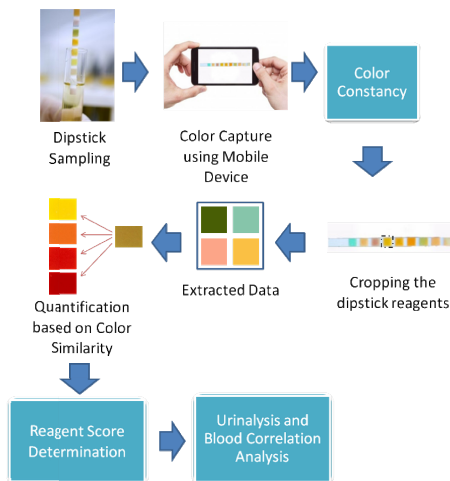 Dipstick
Sampling
Color Capture
using Mobile
Device
Color
Constancy
Cropping the
dipstick reagents
Extracted Data
Quantification
based on Color
Similarity
Reagent Score
Determination
Urinalysis and
Blood Correlation
Analysis